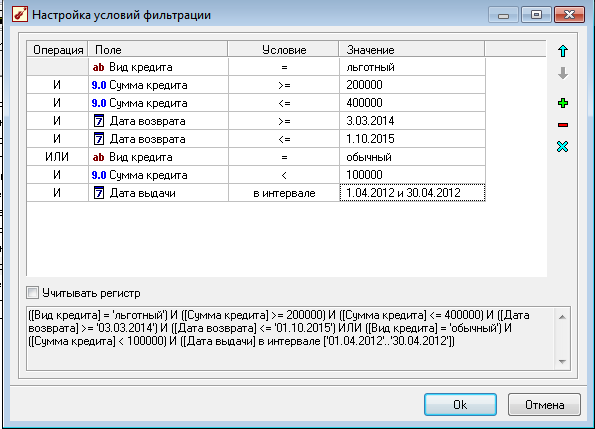 Настройка условий фильтрации
Операция Поле Условие Значение
ab Вид кредита = льготный
И 9.0 Сумма кредита >= 200000
И 9.0 Сумма кредита <= 400000
И 7 Дата возврата >= 3.03.2014
И 7 Дата возврата <= 1.10.2015
ИЛИ ab Вид кредита = обычный
И 9.0 Сумма кредита < 100000
И 7 Дата выдачи в интервале 1.04.2012 и 30.04.2012
Учитывать регистр
([Вид кредита] = 'льготный') И ([Сумма кредита] >= 200000) И ([Сумма кредита] <= 400000) И ([Дата
возврата] >= '03.03.2014') И ([Дата возврата] <= '01.10.2015') ИЛИ ([Вид кредита] = 'обычный') И
([Сумма кредита] < 100000) И ([Дата выдачи] в интервале ['01.04.2012'..'30.04.2012'])
Ok Отмена